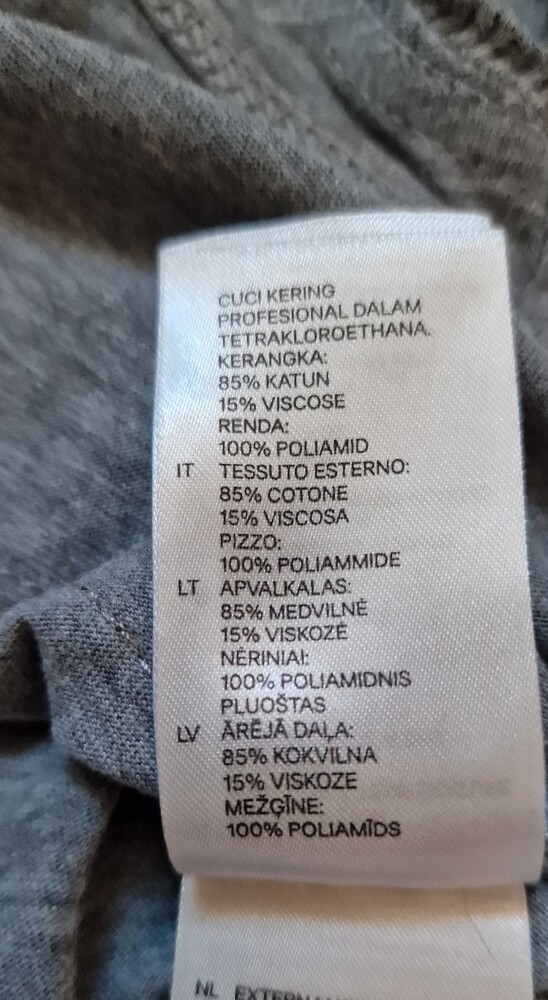 CUCI KERING
PROFESIONAL DALAM
TETRAKLOROETHANA.
KERANGKA:
85% KATUN
15% VISCOSE
RENDA:
100% POLIAMID
IT TESSUTO ESTERNO:
85% COTONE
15% VISCOSA
PIZZO:
100% POLIAMMIDE
LT APVALKALAS:
85% MEDVILNĖ
15% VISKOZĖ
NĖRINIAI:
100% POLIAMIDNIS
PLUOŠTAS
LV ĀRĒJĀ DAĻA:
85% KOKVILNA
15% VISKOZE
MEŽĢĪNE:
100% POLIAMĪDS
NL